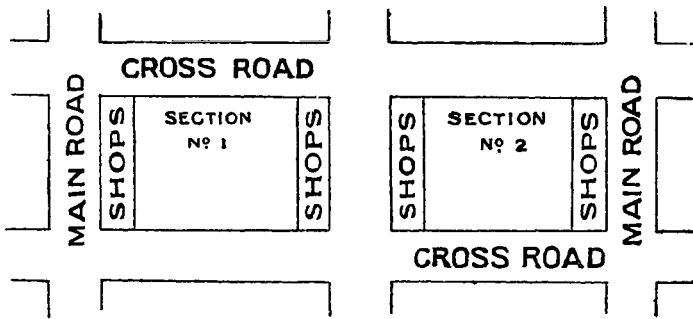 CROSS ROAD
MAIN ROAD
SHOPS
SECTION
Nº 1
SHOPS
SHOPS
SECTION
Nº 2
SHOPS
MAIN ROAD
CROSS ROAD